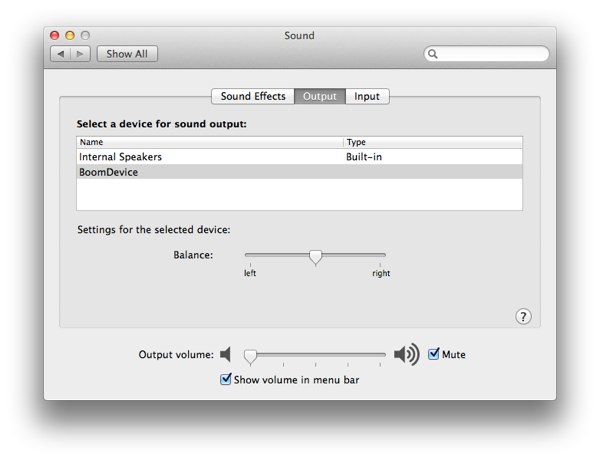 Sound
Show All
Sound Effects Output Input
Select a device for sound output:
Name Type
Internal Speakers Built-in
BoomDevice
Settings for the selected device:
Balance:
left right
?
Output volume: Mute
Show volume in menu bar